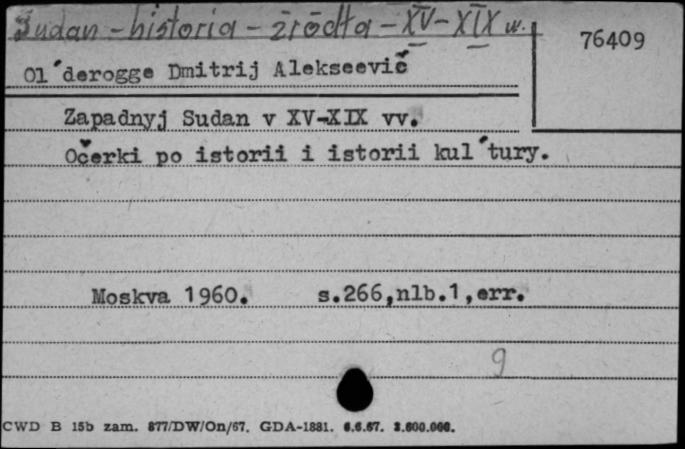 Sudan - historia - źródła - XV - XIX w.
76409
Ol´derogge Dmitrij Alekseevič
Zapadnyj Sudan v XV-XIX vv.
Očerki po istorii i istorii kul´tury.
Moskva 1960. s.266,nlb.1,err.
9
CWD B 15b zam. 877/DW/On/67. GDA-1881. 6.6.67. 2.600.000.